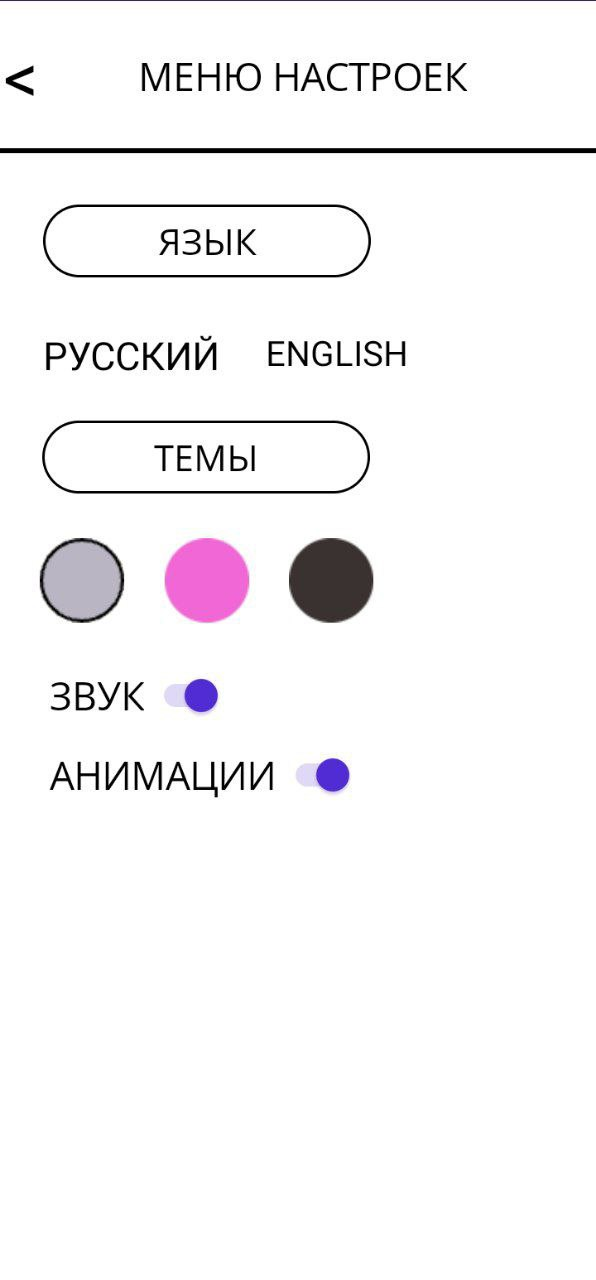 < МЕНЮ НАСТРОЕК
ЯЗЫК
РУССКИЙ ENGLISH
ТЕМЫ
ЗВУК
АНИМАЦИИ